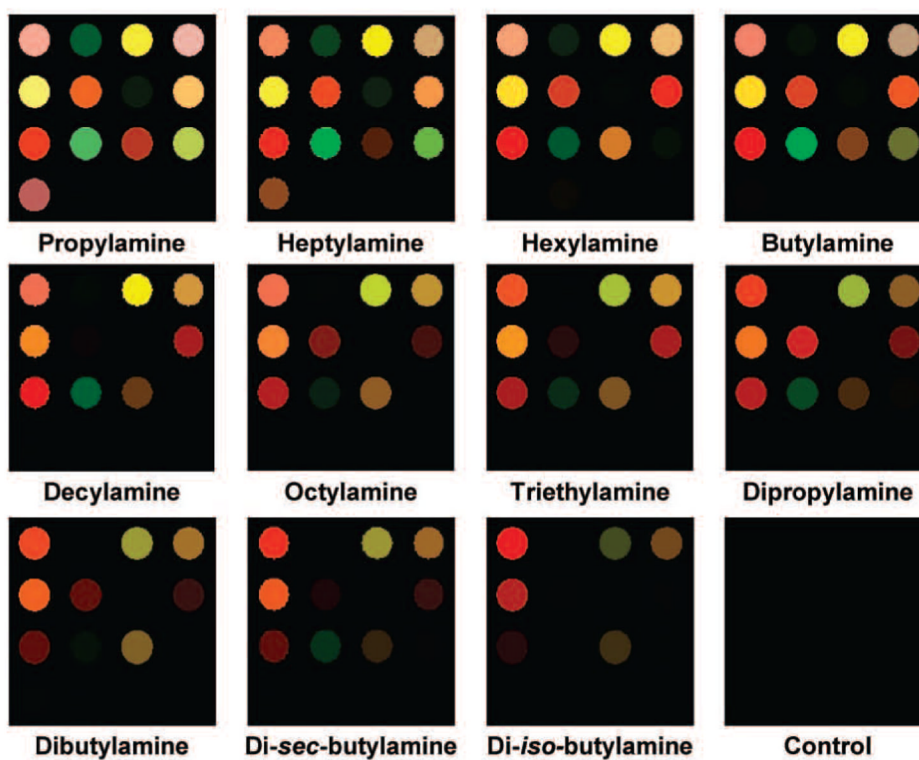 Propylamine
Heptylamine
Hexylamine
Butylamine
Decylamine
Octylamine
Triethylamine
Dipropylamine
Dibutylamine
Di-sec-butylamine
Di-iso-butylamine
Control